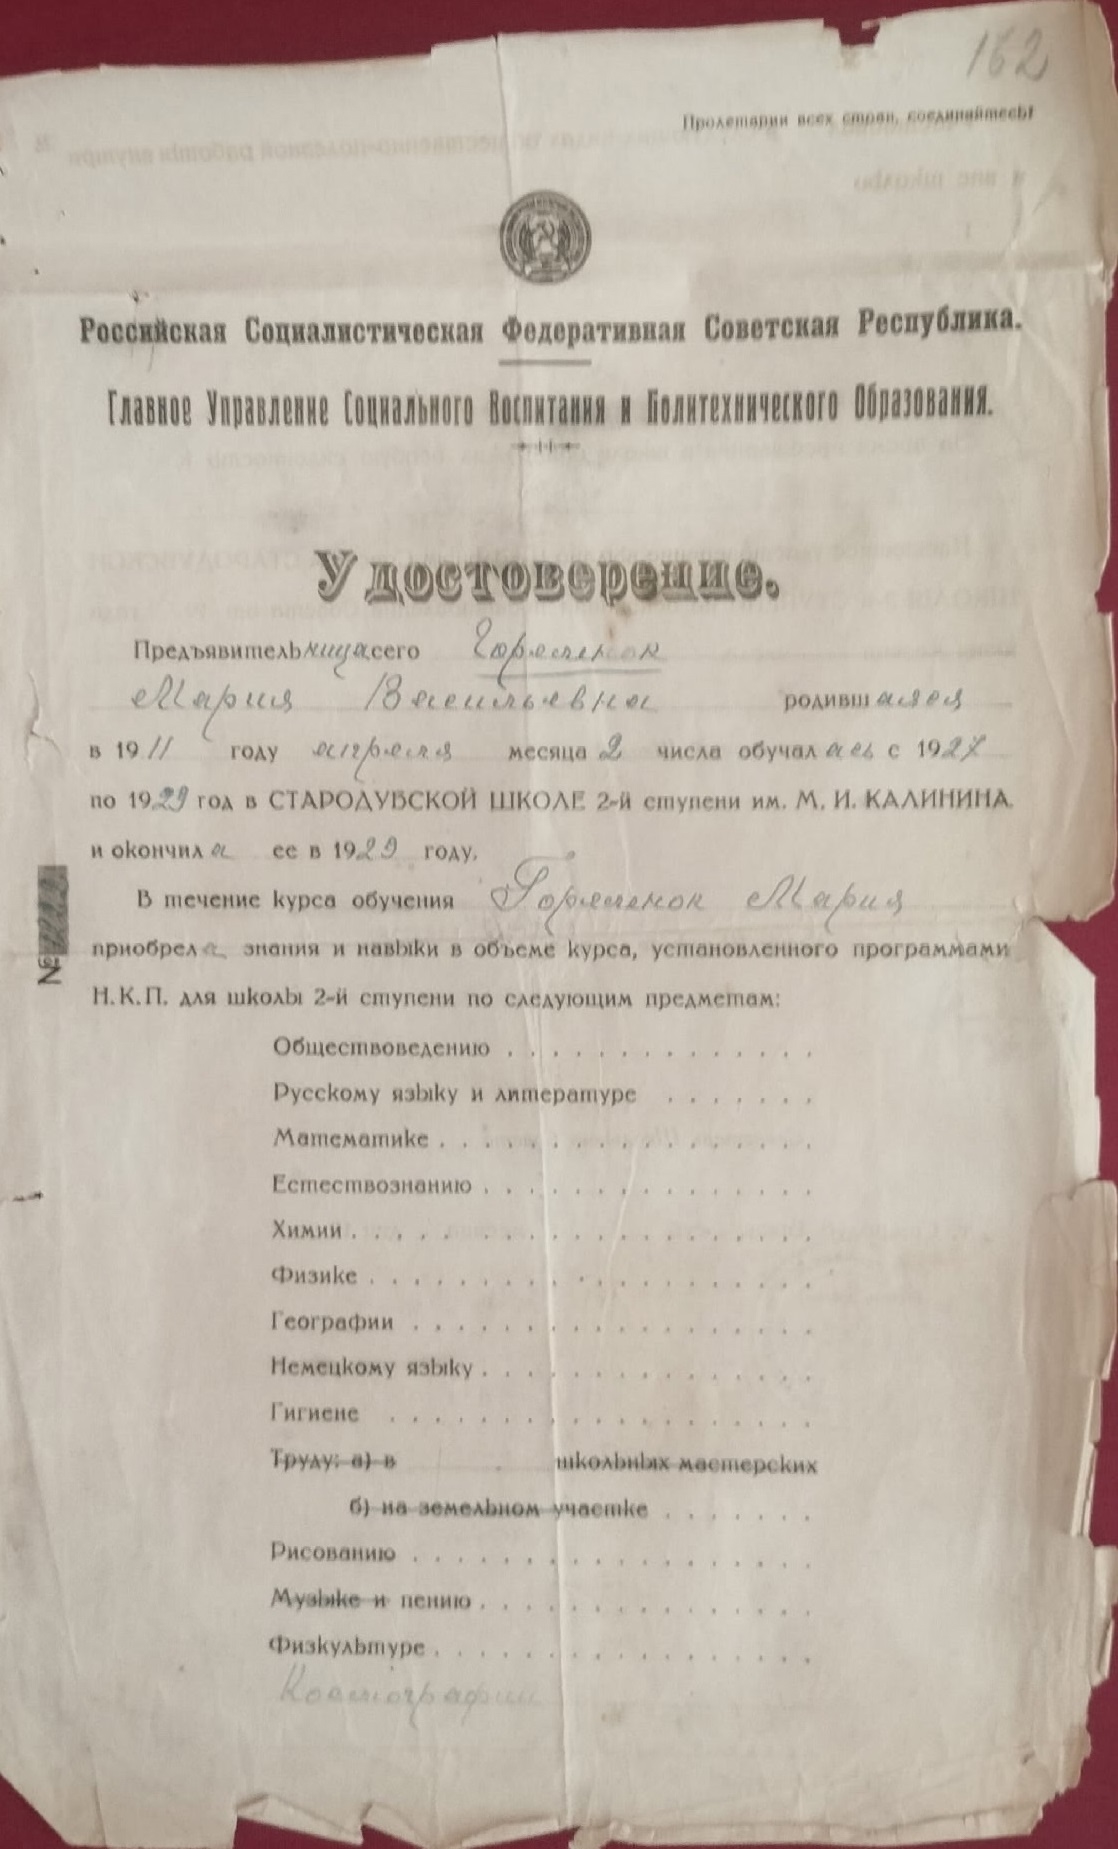 162
Пролетарии всех стран, соединяйтесь!
Российская Социалистическая Федеративная Советская Республика.
Главное Управление Социального Воспитания и Политехнического Образования.
Удостоверение.
Предъявительница сего Горяченок
Мария Васильевна родившаяся
в 1911 году апреля месяца 2 числа обучалась с 1927
по 1929 год в СТАРОДУБСКОЙ ШКОЛЕ 2-й ступени им. М. И. КАЛИНИНА
и окончила ее в 1929 году.
В течение курса обучения Горяченок Мария
приобрела знания и навыки в объеме курса, установленного программами
Н.К.П. для школы 2-й ступени по следующим предметам:
Обществоведению
Русскому языку и литературе
Математике
Естествознанию
Химии
Физике
Географии
Немецкому языку
Гигиене
Труду: а) в школьных мастерских
б) на земельном участке
Рисованию
Музыке и пению
Физкультуре
Космографии
№